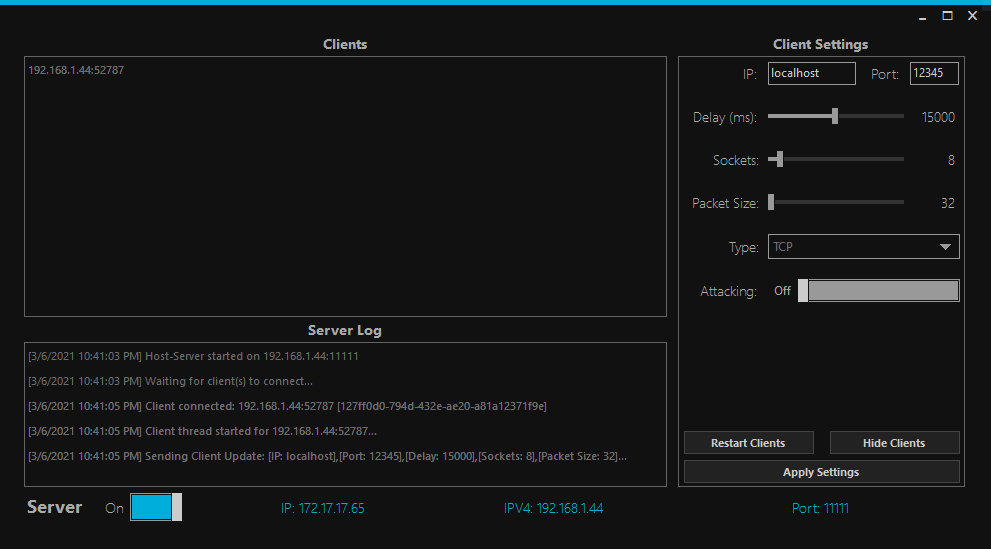 Clients
192.168.1.44:52787
Server Log
[3/6/2021 10:41:03 PM] Host-Server started on 192.168.1.44:11111
[3/6/2021 10:41:03 PM] Waiting for client(s) to connect...
[3/6/2021 10:41:05 PM] Client connected: 192.168.1.44:52787 [127ff0d0-794d-432e-ae20-a81a12371f9e]
[3/6/2021 10:41:05 PM] Client thread started for 192.168.1.44:52787...
[3/6/2021 10:41:05 PM] Sending Client Update: [IP: localhost],[Port: 12345],[Delay: 15000],[Sockets: 8],[Packet Size: 32]...
Client Settings
IP: localhost Port: 12345
Delay (ms): 15000
Sockets: 8
Packet Size: 32
Type: TCP
Attacking: Off
Restart Clients Hide Clients
Apply Settings
Server On IP: 172.17.17.65 IPV4: 192.168.1.44 Port: 11111